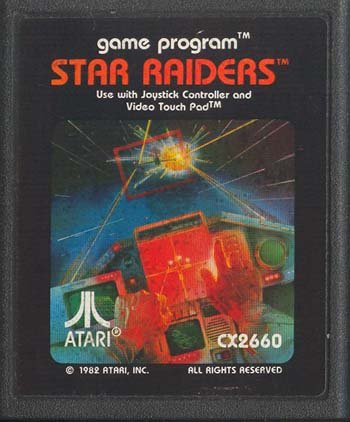 game program™
STAR RAIDERS™
Use with Joystick Controller and
Video Touch Pad™
ATARI®
CX2660
© 1982 ATARI, INC. ALL RIGHTS RESERVED